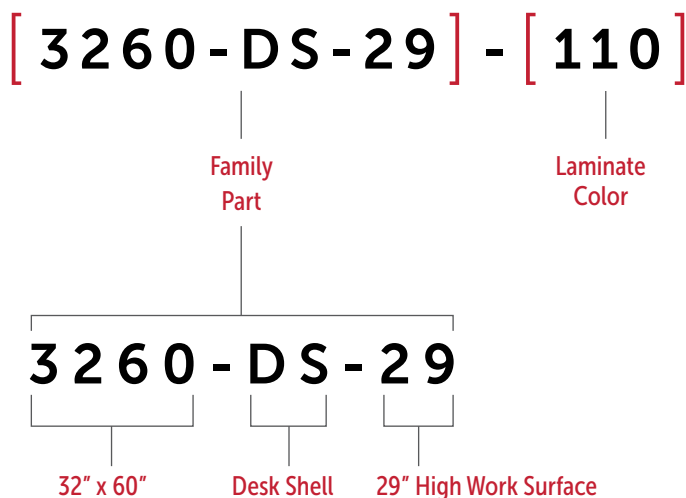 [3260-DS-29] - [110]
Family
Part
Laminate
Color
3260-DS-29
32” x 60”
Desk Shell
29” High Work Surface